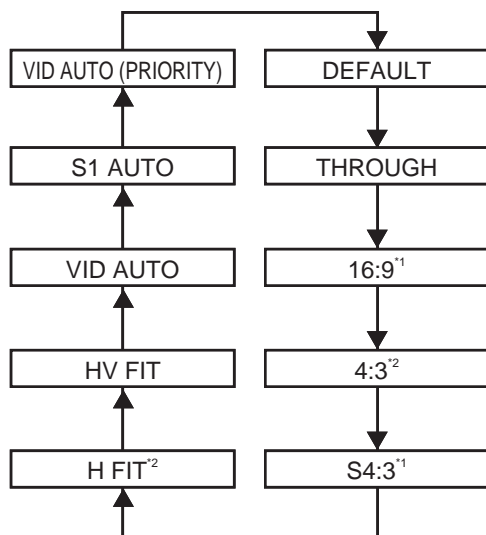 VID AUTO (PRIORITY)
DEFAULT
S1 AUTO
THROUGH
VID AUTO
16:9*1
HV FIT
4:3*2
H FIT*2
S4:3*1